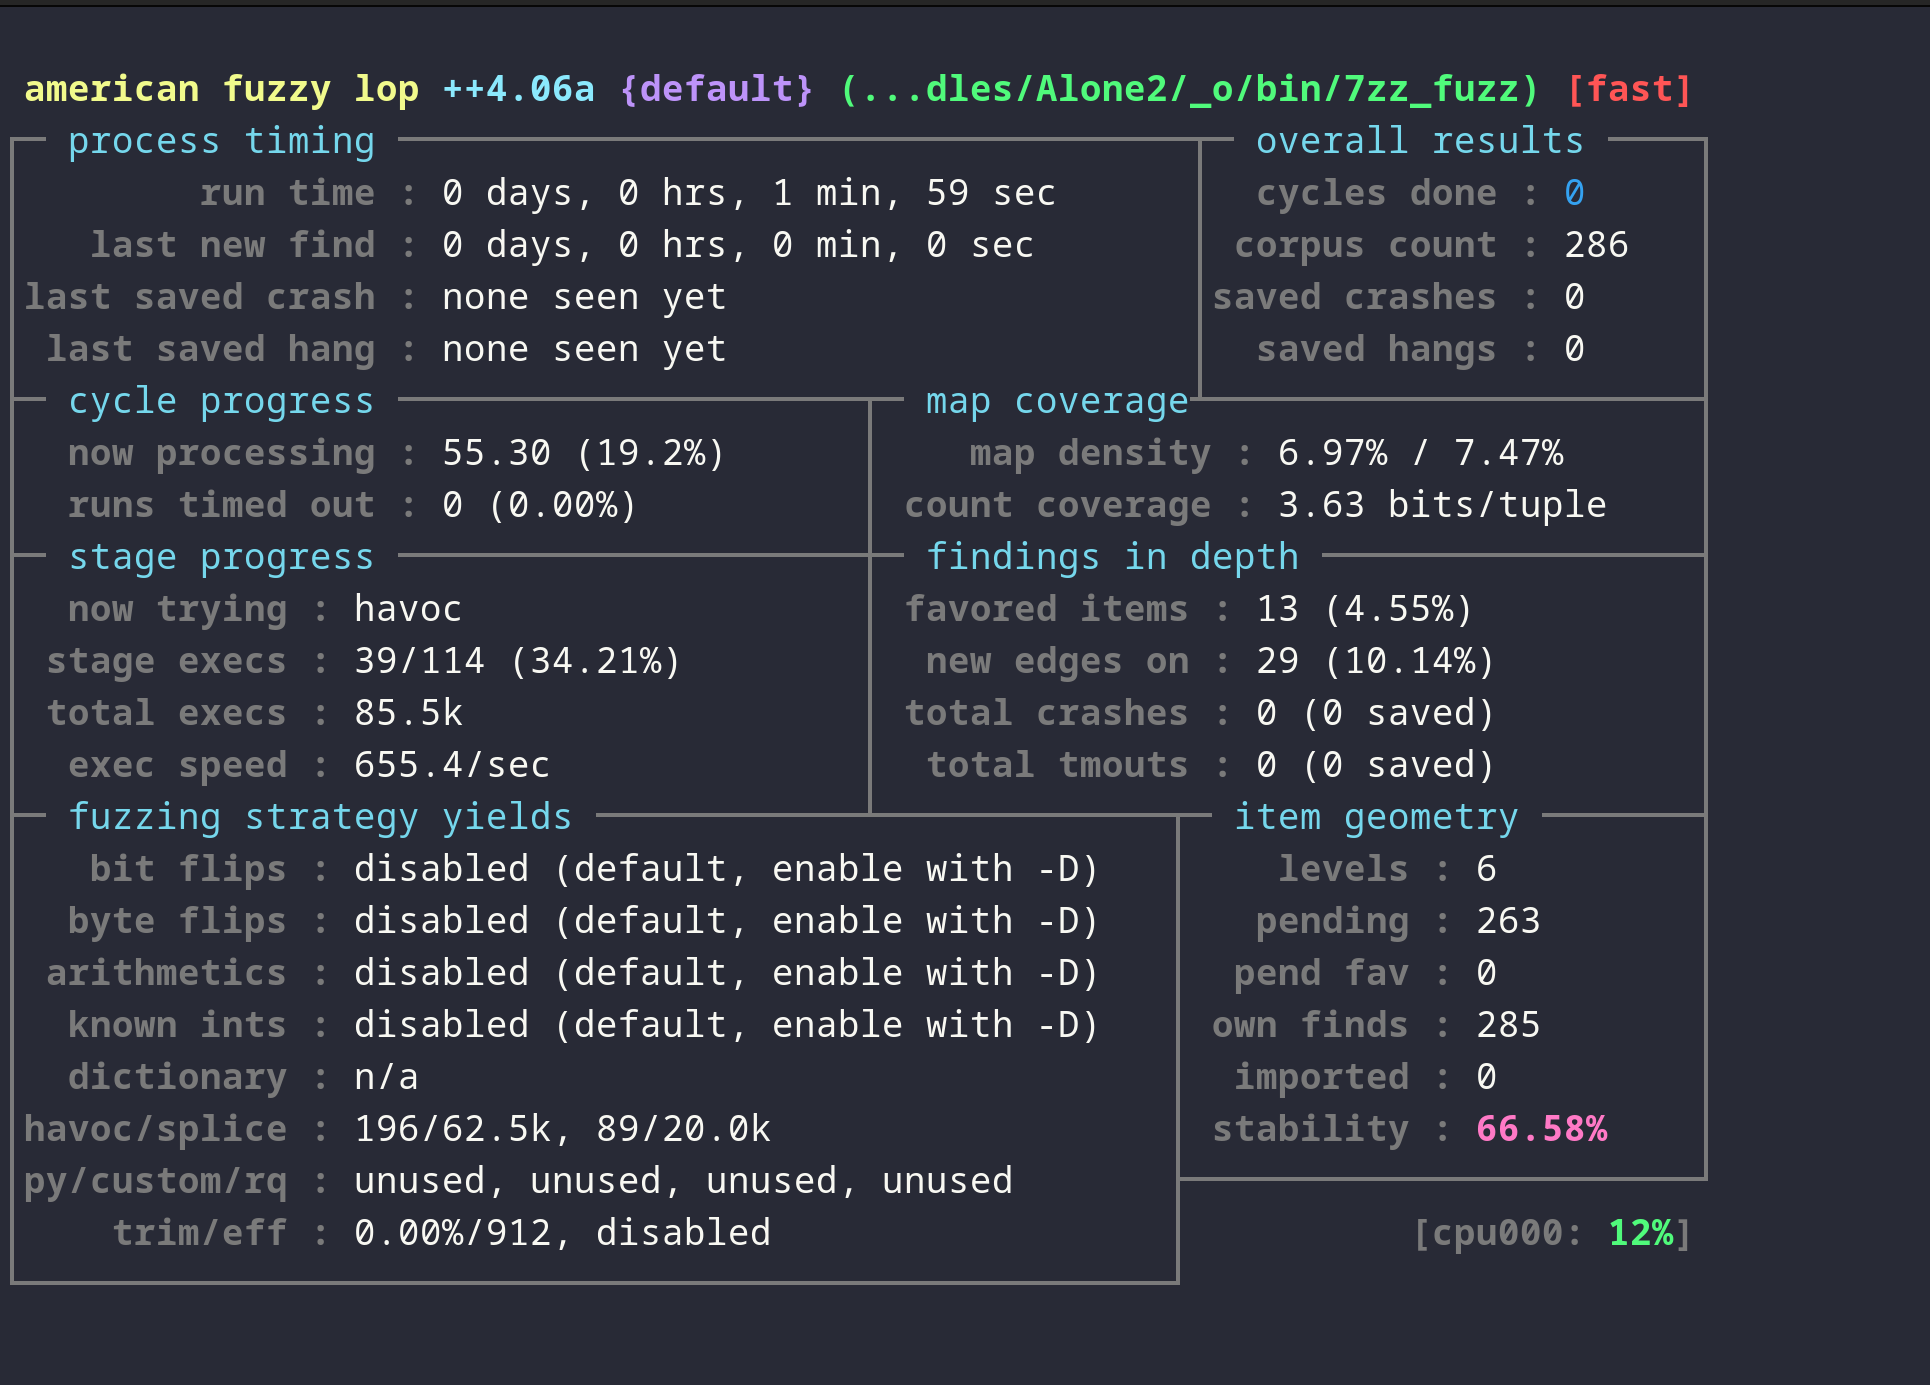 american fuzzy lop ++4.06a {default} (...dles/Alone2/_o/bin/7zz_fuzz) [fast]
process timing overall results
run time : 0 days, 0 hrs, 1 min, 59 sec cycles done : 0
last new find : 0 days, 0 hrs, 0 min, 0 sec corpus count : 286
last saved crash : none seen yet saved crashes : 0
last saved hang : none seen yet saved hangs : 0
cycle progress map coverage
now processing : 55.30 (19.2%) map density : 6.97% / 7.47%
runs timed out : 0 (0.00%) count coverage : 3.63 bits/tuple
stage progress findings in depth
now trying : havoc favored items : 13 (4.55%)
stage execs : 39/114 (34.21%) new edges on : 29 (10.14%)
total execs : 85.5k total crashes : 0 (0 saved)
exec speed : 655.4/sec total tmouts : 0 (0 saved)
fuzzing strategy yields item geometry
bit flips : disabled (default, enable with -D) levels : 6
byte flips : disabled (default, enable with -D) pending : 263
arithmetics : disabled (default, enable with -D) pend fav : 0
known ints : disabled (default, enable with -D) own finds : 285
dictionary : n/a imported : 0
havoc/splice : 196/62.5k, 89/20.0k stability : 66.58%
py/custom/rq : unused, unused, unused, unused
trim/eff : 0.00%/912, disabled [cpu000: 12%]